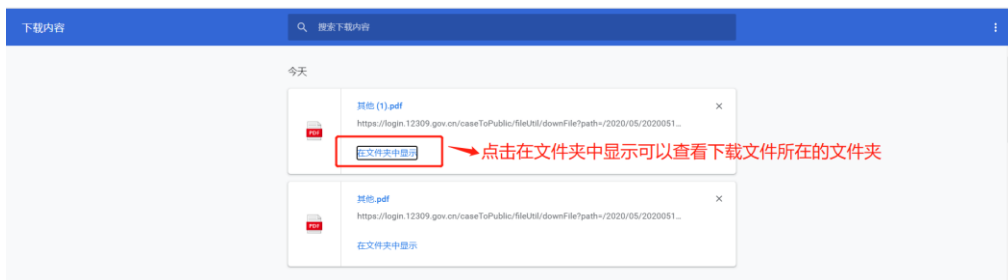 下载内容
搜索下载内容
今天
其他 (1).pdf
https://login.12309.gov.cn/caseToPublic/fileUtil/downFile?path=/2020/05/2020051...
PDF
在文件夹中显示
点击在文件夹中显示可以查看下载文件所在的文件夹
其他.pdf
https://login.12309.gov.cn/caseToPublic/fileUtil/downFile?path=/2020/05/2020051...
PDF
在文件夹中显示